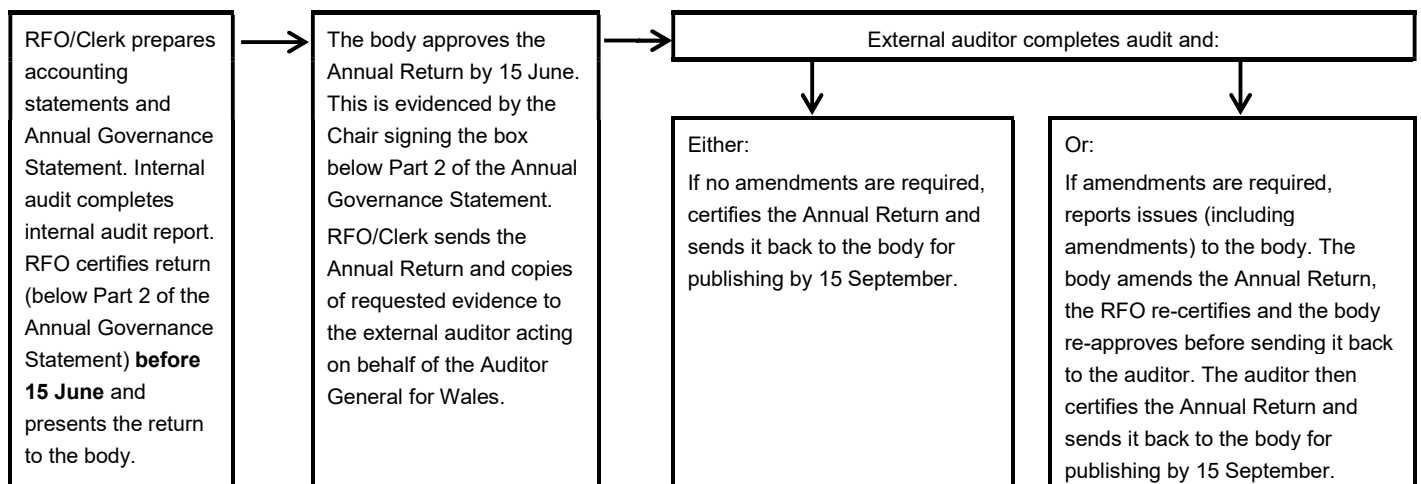 RFO/Clerk prepares
accounting
statements and
Annual Governance
Statement. Internal
audit completes
internal audit report.
RFO certifies return
(below Part 2 of the
Annual Governance
Statement) before
15 June and
presents the return
to the body.
The body approves the
Annual Return by 15 June.
This is evidenced by the
Chair signing the box
below Part 2 of the Annual
Governance Statement.
RFO/Clerk sends the
Annual Return and copies
of requested evidence to
the external auditor acting
on behalf of the Auditor
General for Wales.
External auditor completes audit and:
Either:
If no amendments are required,
certifies the Annual Return and
sends it back to the body for
publishing by 15 September.
Or:
If amendments are required,
reports issues (including
amendments) to the body. The
body amends the Annual Return,
the RFO re-certifies and the body
re-approves before sending it back
to the auditor. The auditor then
certifies the Annual Return and
sends it back to the body for
publishing by 15 September.